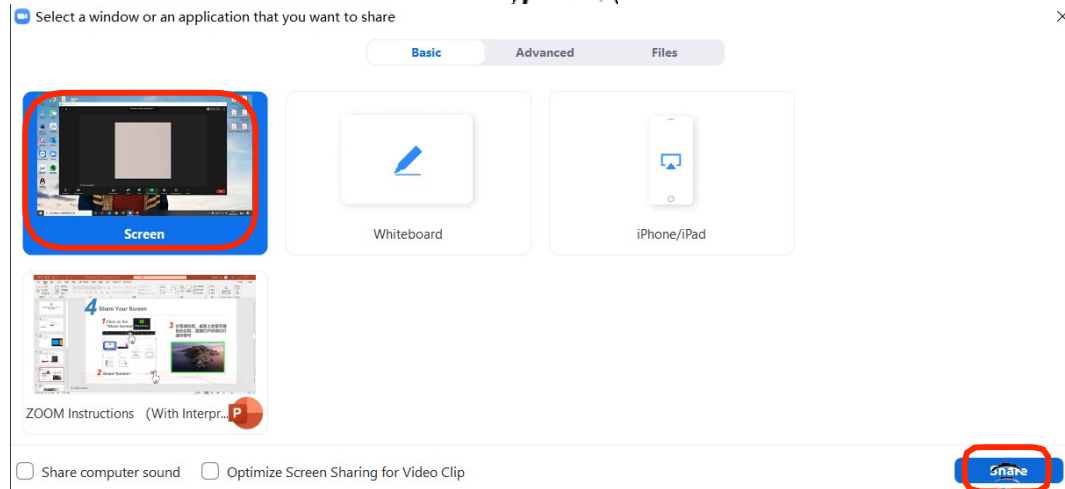 Select a window or an application that you want to share
Basic
Advanced
Files
Screen
Whiteboard
iPhone/iPad
4 Share Your Screen
ZOOM Instructions (With Interpr...
P
Share computer sound
Optimize Screen Sharing for Video Clip
Share